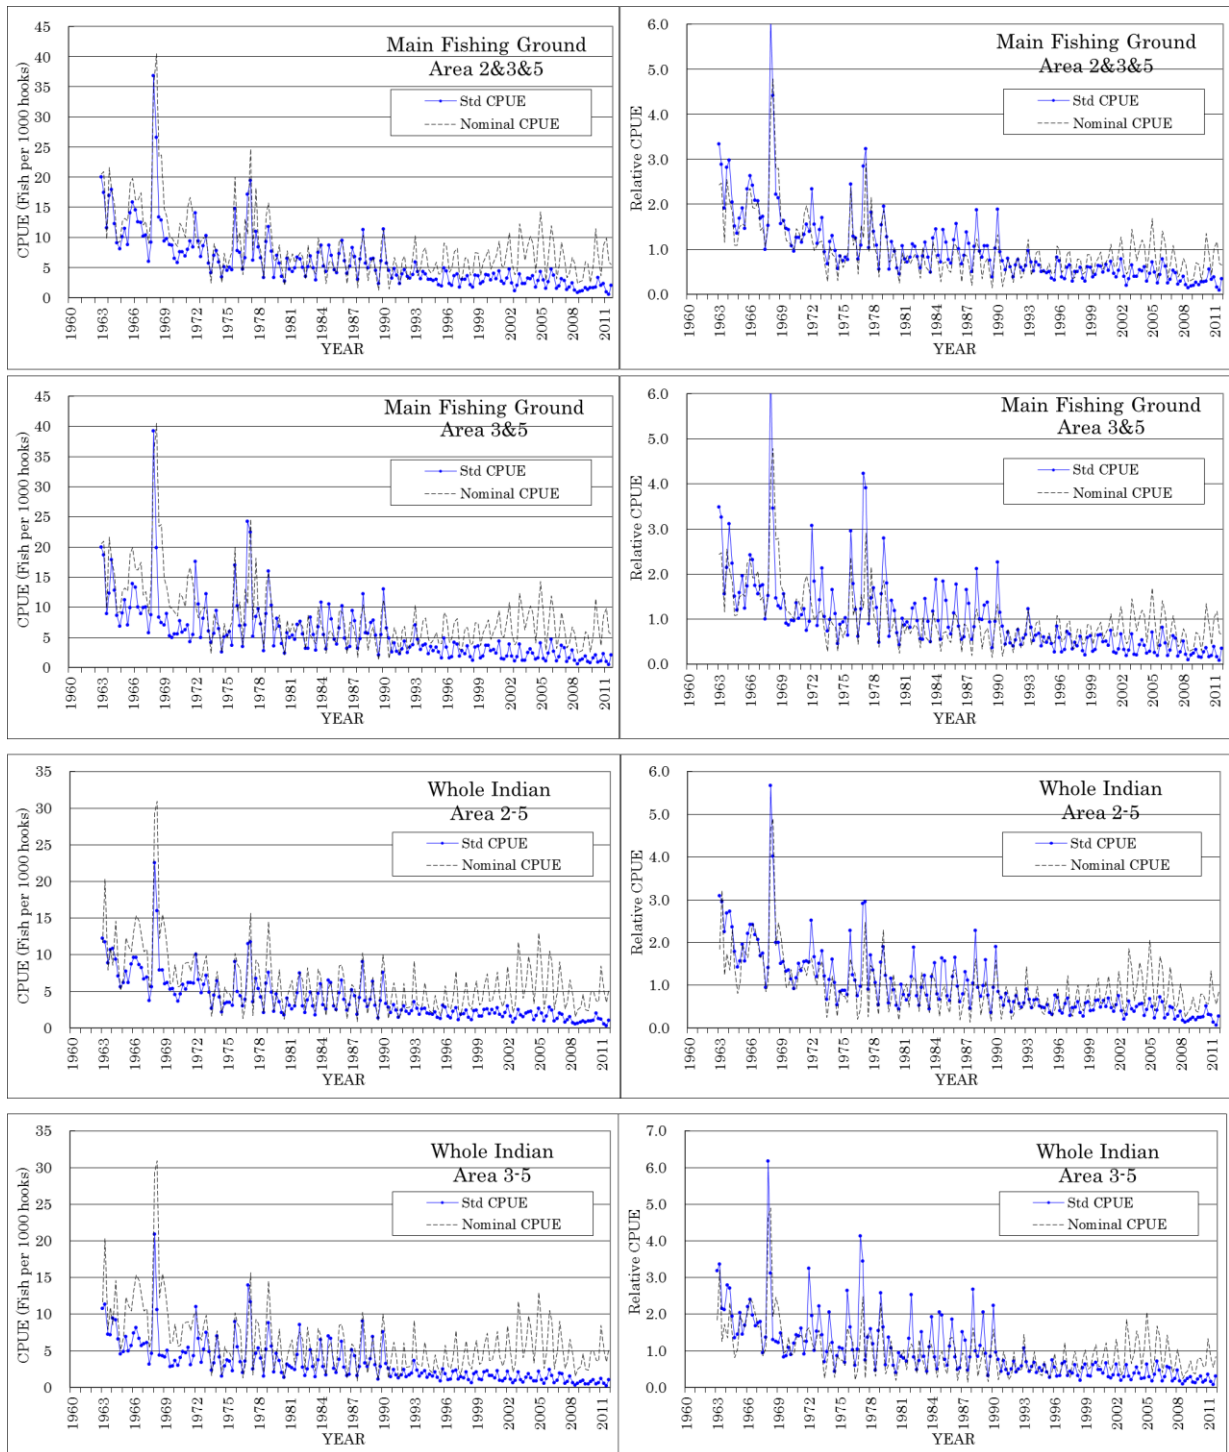 Main Fishing Ground
Area 2&3&5
Std CPUE
Nominal CPUE
CPUE (Fish per 1000 hooks)
45
40
35
30
25
20
15
10
5
0
1960 1963 1966 1969 1972 1975 1978 1981 1984 1987 1990 1993 1996 1999 2002 2005 2008 2011
YEAR
Main Fishing Ground
Area 2&3&5
Std CPUE
Nominal CPUE
Relative CPUE
6.0
5.0
4.0
3.0
2.0
1.0
0.0
1960 1963 1966 1969 1972 1975 1978 1981 1984 1987 1990 1993 1996 1999 2002 2005 2008 2011
YEAR
Main Fishing Ground
Area 3&5
Std CPUE
Nominal CPUE
CPUE (Fish per 1000 hooks)
45
40
35
30
25
20
15
10
5
0
1960 1963 1966 1969 1972 1975 1978 1981 1984 1987 1990 1993 1996 1999 2002 2005 2008 2011
YEAR
Main Fishing Ground
Area 3&5
Std CPUE
Nominal CPUE
Relative CPUE
6.0
5.0
4.0
3.0
2.0
1.0
0.0
1960 1963 1966 1969 1972 1975 1978 1981 1984 1987 1990 1993 1996 1999 2002 2005 2008 2011
YEAR
Whole Indian
Area 2-5
Std CPUE
Nominal CPUE
CPUE (Fish per 1000 hooks)
35
30
25
20
15
10
5
0
1960 1963 1966 1969 1972 1975 1978 1981 1984 1987 1990 1993 1996 1999 2002 2005 2008 2011
YEAR
Whole Indian
Area 2-5
Std CPUE
Nominal CPUE
Relative CPUE
6.0
5.0
4.0
3.0
2.0
1.0
0.0
1960 1963 1966 1969 1972 1975 1978 1981 1984 1987 1990 1993 1996 1999 2002 2005 2008 2011
YEAR
Whole Indian
Area 3-5
Std CPUE
Nominal CPUE
CPUE (Fish per 1000 hooks)
35
30
25
20
15
10
5
0
1960 1963 1966 1969 1972 1975 1978 1981 1984 1987 1990 1993 1996 1999 2002 2005 2008 2011
YEAR
Whole Indian
Area 3-5
Std CPUE
Nominal CPUE
Relative CPUE
7.0
6.0
5.0
4.0
3.0
2.0
1.0
0.0
1960 1963 1966 1969 1972 1975 1978 1981 1984 1987 1990 1993 1996 1999 2002 2005 2008 2011
YEAR